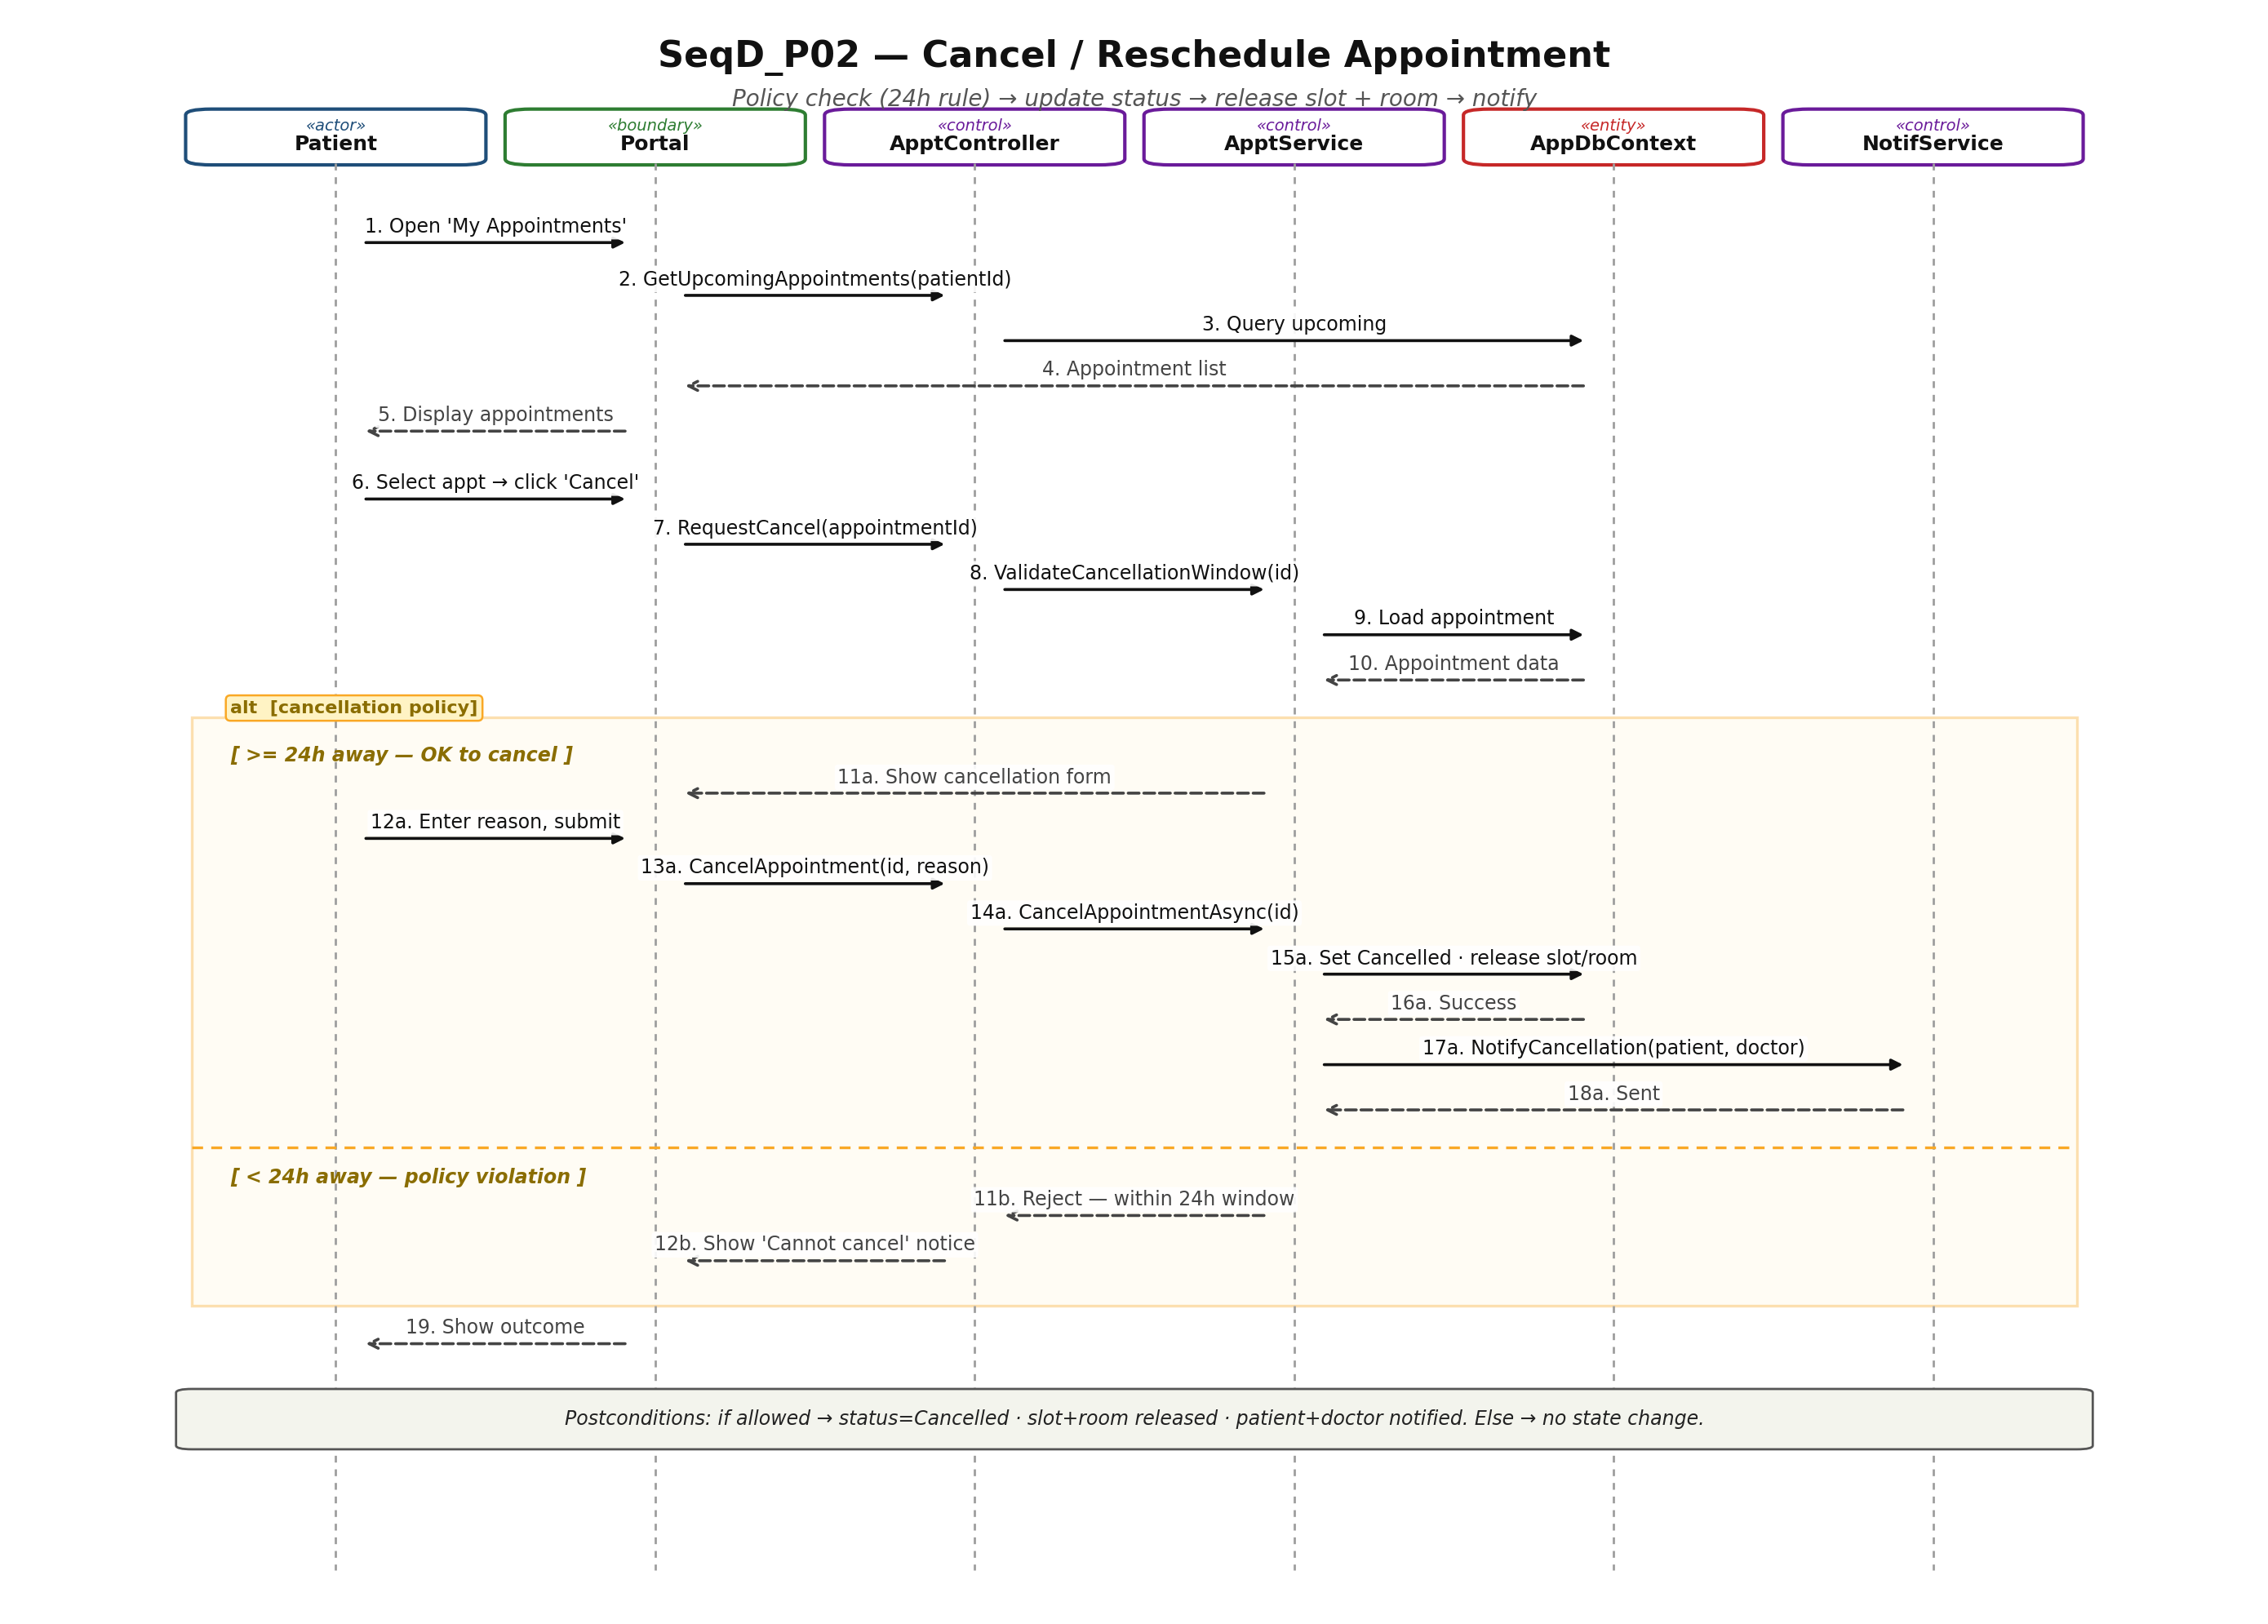 SeqD_P02 — Cancel / Reschedule Appointment
Policy check (24h rule) → update status → release slot + room → notify
«actor»
Patient
«boundary»
Portal
«control»
ApptController
«control»
ApptService
«entity»
AppDbContext
«control»
NotifService
1. Open 'My Appointments'
2. GetUpcomingAppointments(patientId)
3. Query upcoming
4. Appointment list
5. Display appointments
6. Select appt → click 'Cancel'
7. RequestCancel(appointmentId)
8. ValidateCancellationWindow(id)
9. Load appointment
10. Appointment data
alt  [cancellation policy]
[ >= 24h away — OK to cancel ]
11a. Show cancellation form
12a. Enter reason, submit
13a. CancelAppointment(id, reason)
14a. CancelAppointmentAsync(id)
15a. Set Cancelled · release slot/room
16a. Success
17a. NotifyCancellation(patient, doctor)
18a. Sent
[ < 24h away — policy violation ]
11b. Reject — within 24h window
12b. Show 'Cannot cancel' notice
19. Show outcome
Postconditions: if allowed → status=Cancelled · slot+room released · patient+doctor notified. Else → no state change.